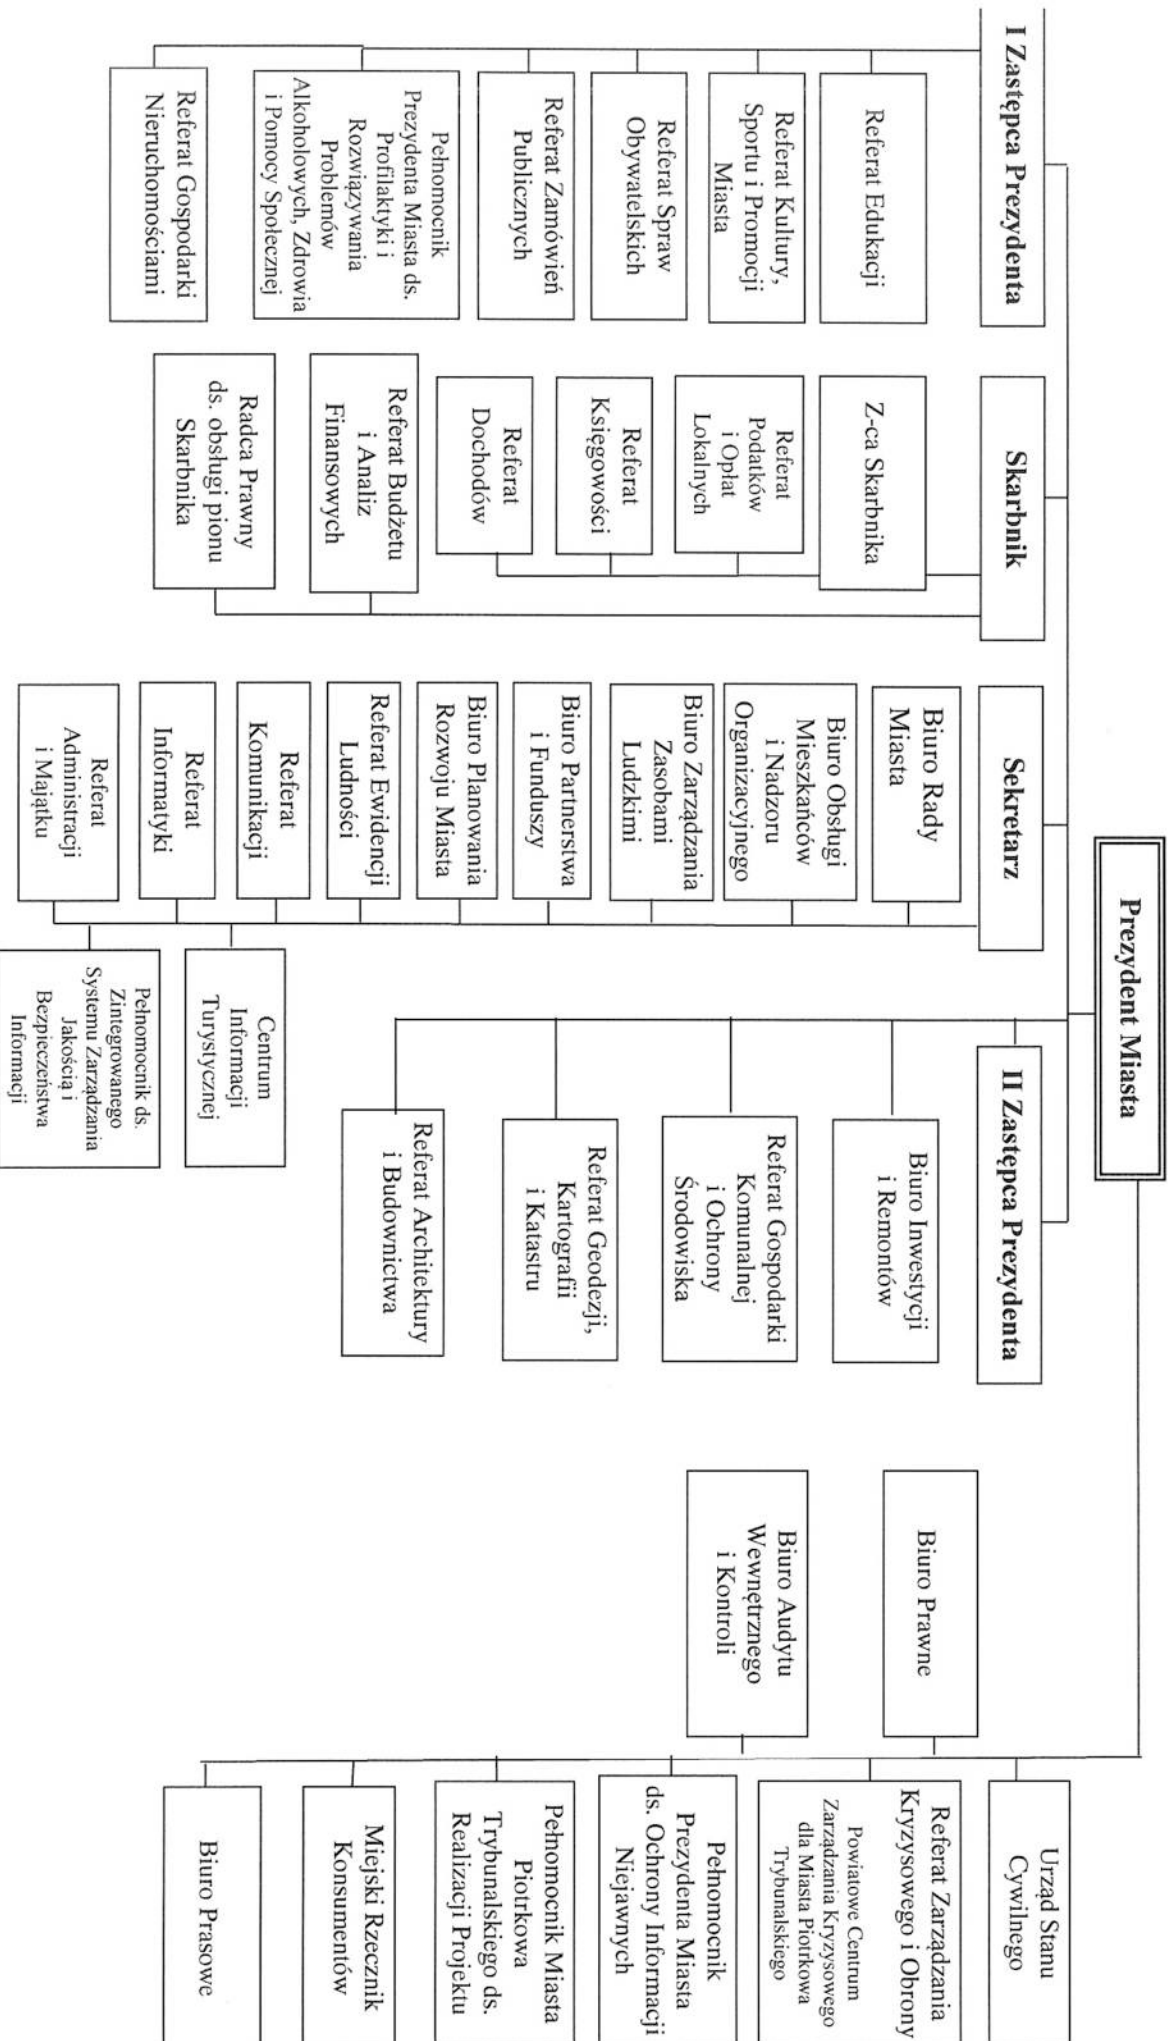 Prezydent Miasta
I Zastępca Prezydenta
Referat Edukacji
Referat Kultury,
Sportu i Promocji
Miasta
Referat Spraw
Obywatelskich
Referat Zamówień
Publicznych
Pełnomocnik
Prezydenta Miasta ds.
Profilaktyki i
Rozwiązywania
Problemów
Alkoholowych, Zdrowia
i Pomocy Społecznej
Referat Gospodarki
Nieruchomościami
Skarbnik
Z-ca Skarbnika
Referat
Podatków
i Opłat
Lokalnych
Referat
Księgowości
Referat
Dochodów
Referat Budżetu
i Analiz
Finansowych
Radca Prawny
ds. obsługi pionu
Skarbnika
Sekretarz
Biuro Rady
Miasta
Biuro Obsługi
Mieszkańców
i Nadzoru
Organizacyjnego
Biuro Zarządzania
Zasobami
Ludzkimi
Biuro Partnerstwa
i Funduszy
Biuro Planowania
Rozwoju Miasta
Referat Ewidencji
Ludności
Referat
Komunikacji
Referat
Informatyki
Referat
Administracji
i Majątku
Centrum
Informacji
Turystycznej
Pełnomocnik ds.
Zintegrowanego
Systemu Zarządzania
Jakością i
Bezpieczeństwa
Informacji
II Zastępca Prezydenta
Biuro Inwestycji
i Remontów
Referat Gospodarki
Komunalnej
i Ochrony
Środowiska
Referat Geodezji,
Kartografii
i Katastru
Referat Architektury
i Budownictwa
Biuro Prawne
Biuro Audytu
Wewnętrznego
i Kontroli
Urząd Stanu
Cywilnego
Referat Zarządzania
Kryzysowego i Obrony
Powiatowe Centrum
Zarządzania Kryzysowego
dla Miasta Piotrkowa
Trybunalskiego
Pełnomocnik
Prezydenta Miasta
ds. Ochrony Informacji
Niejawnych
Pełnomocnik Miasta
Piotrkowa
Trybunalskiego ds.
Realizacji Projektu
Miejski Rzecznik
Konsumentów
Biuro Prasowe